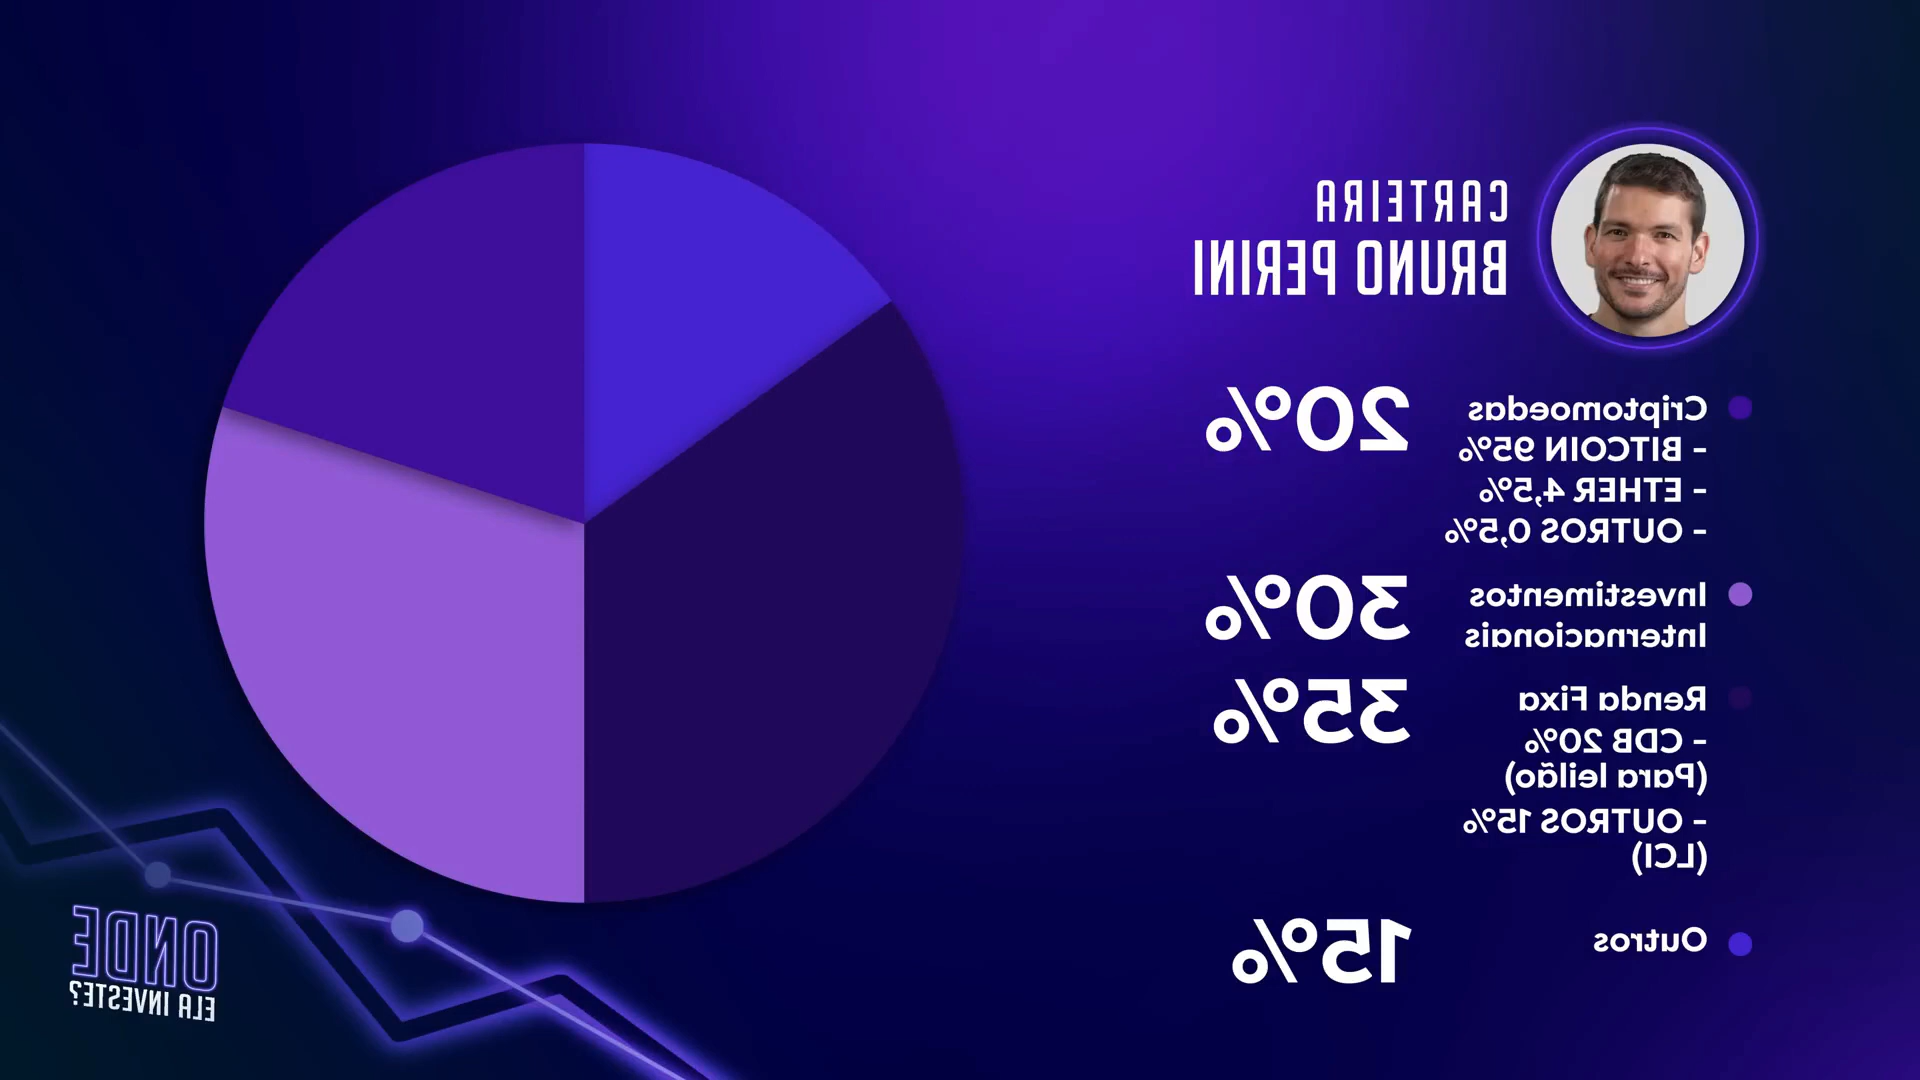 CARTEIRA
BRUNO PERINI
Criptomoedas 20%
- BITCOIN 95%
- ETHER 4,5%
- OUTROS 0,5%
Investimentos 30%
Internacionais
Renda Fixa 35%
- CDB 20%
(Para leilão)
- OUTROS 15%
(LCI)
Outros 15%
ONDE
ELA INVESTE?